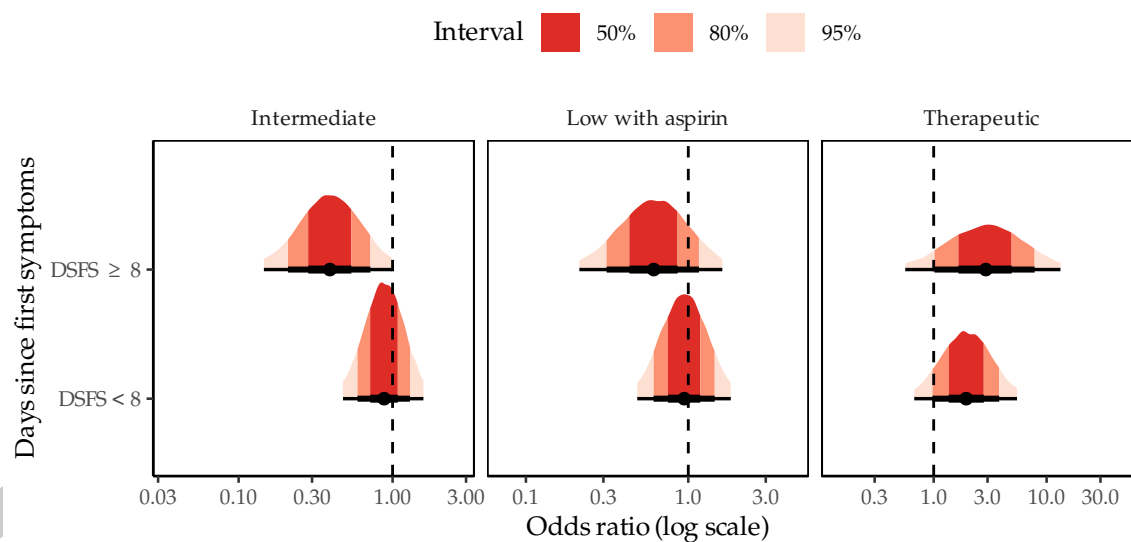 Interval 50% 80% 95%
Intermediate Low with aspirin Therapeutic
Days since first symptoms
DSFS ≥ 8
DSFS < 8
0.03 0.10 0.30 1.00 3.00 0.1 0.3 1.0 3.0 0.3 1.0 3.0 10.0 30.0
Odds ratio (log scale)